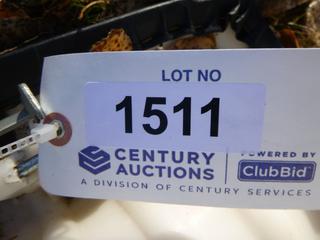 LOT NO
1511
CENTURY
AUCTIONS
POWERED BY
ClubBid
A DIVISION OF CENTURY SERVICES